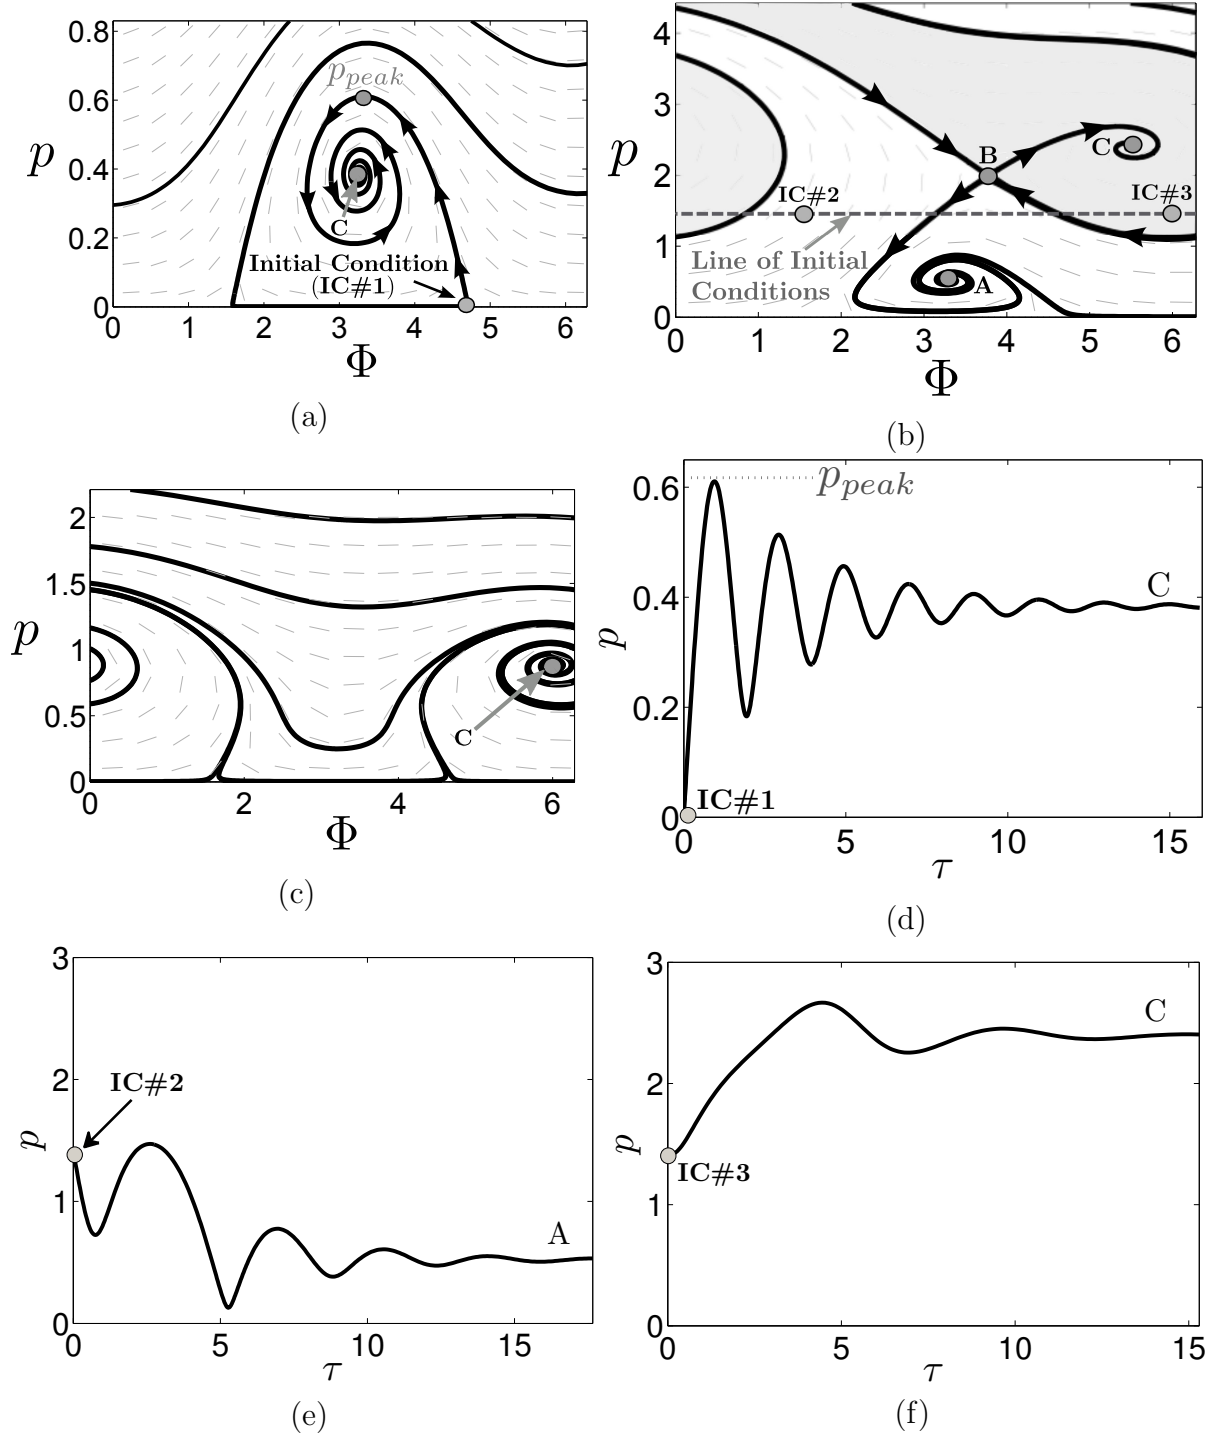 0.8
0.6
0.4
0.2
0
p
p_peak
C
Initial Condition
(IC#1)
0 1 2 3 4 5 6
Φ
(a)
4
3
2
1
0
p
B
C
IC#2
IC#3
Line of Initial
Conditions
A
0 1 2 3 4 5 6
Φ
(b)
2
1.5
1
0.5
0
p
C
0 2 4 6
Φ
(c)
0.6
0.4
0.2
0
p
p_peak
C
IC#1
0 5 10 15
τ
(d)
3
2
1
0
p
IC#2
A
0 5 10 15
τ
(e)
3
2
1
0
p
C
IC#3
0 5 10 15
τ
(f)